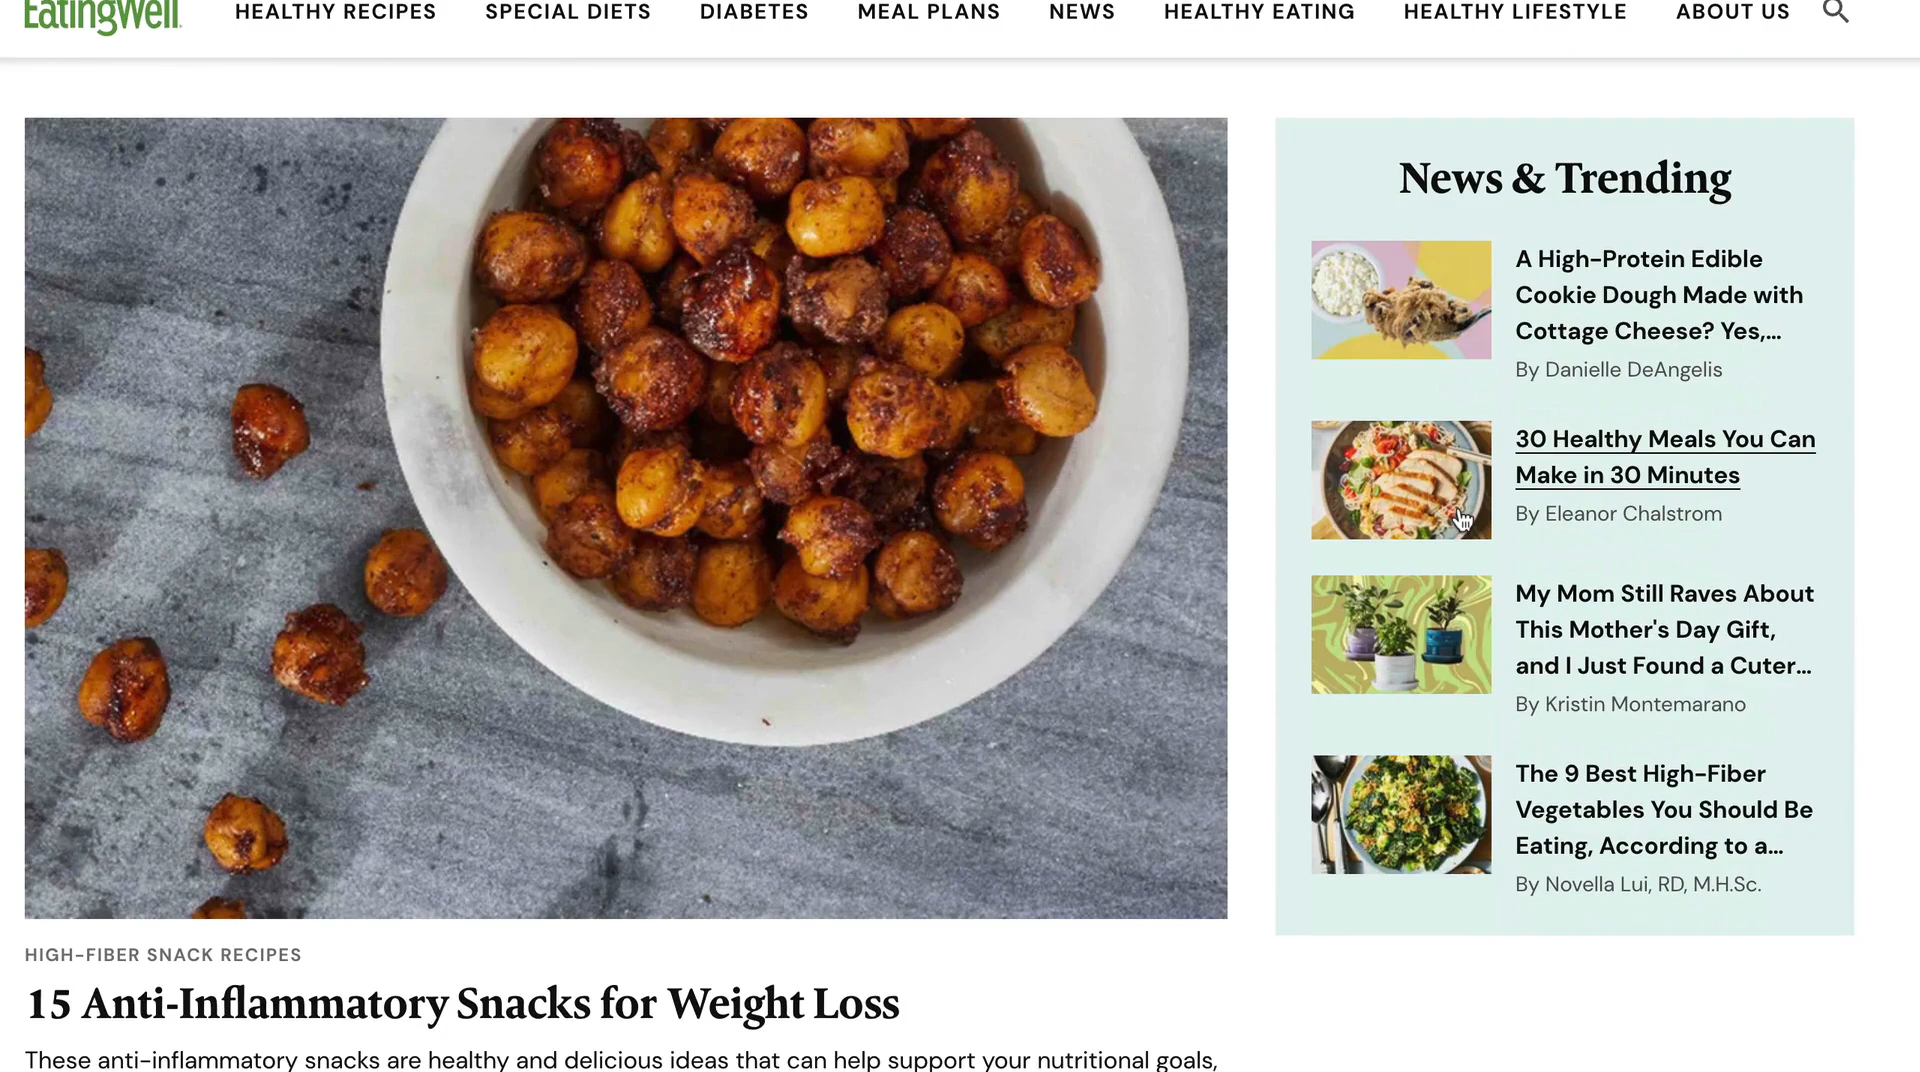 EatingWell
HEALTHY RECIPES
SPECIAL DIETS
DIABETES
MEAL PLANS
NEWS
HEALTHY EATING
HEALTHY LIFESTYLE
ABOUT US
News & Trending
A High-Protein Edible
Cookie Dough Made with
Cottage Cheese? Yes,...
By Danielle DeAngelis
30 Healthy Meals You Can
Make in 30 Minutes
By Eleanor Chalstrom
My Mom Still Raves About
This Mother's Day Gift,
and I Just Found a Cuter...
By Kristin Montemarano
The 9 Best High-Fiber
Vegetables You Should Be
Eating, According to a...
By Novella Lui, RD, M.H.Sc.
HIGH-FIBER SNACK RECIPES
15 Anti-Inflammatory Snacks for Weight Loss
These anti-inflammatory snacks are healthy and delicious ideas that can help support your nutritional goals,